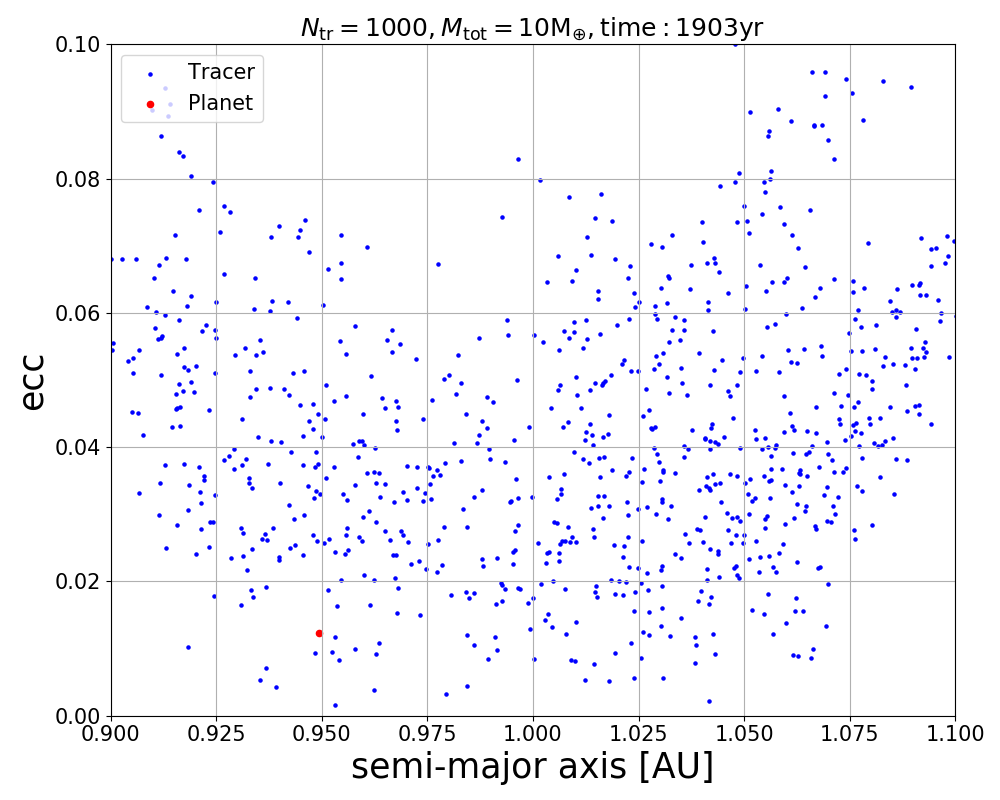 N_tr = 1000, M_tot = 10M_⊕, time : 1903yr
Tracer
Planet
ecc
0.10
0.08
0.06
0.04
0.02
0.00
0.900 0.925 0.950 0.975 1.000 1.025 1.050 1.075 1.100
semi-major axis [AU]